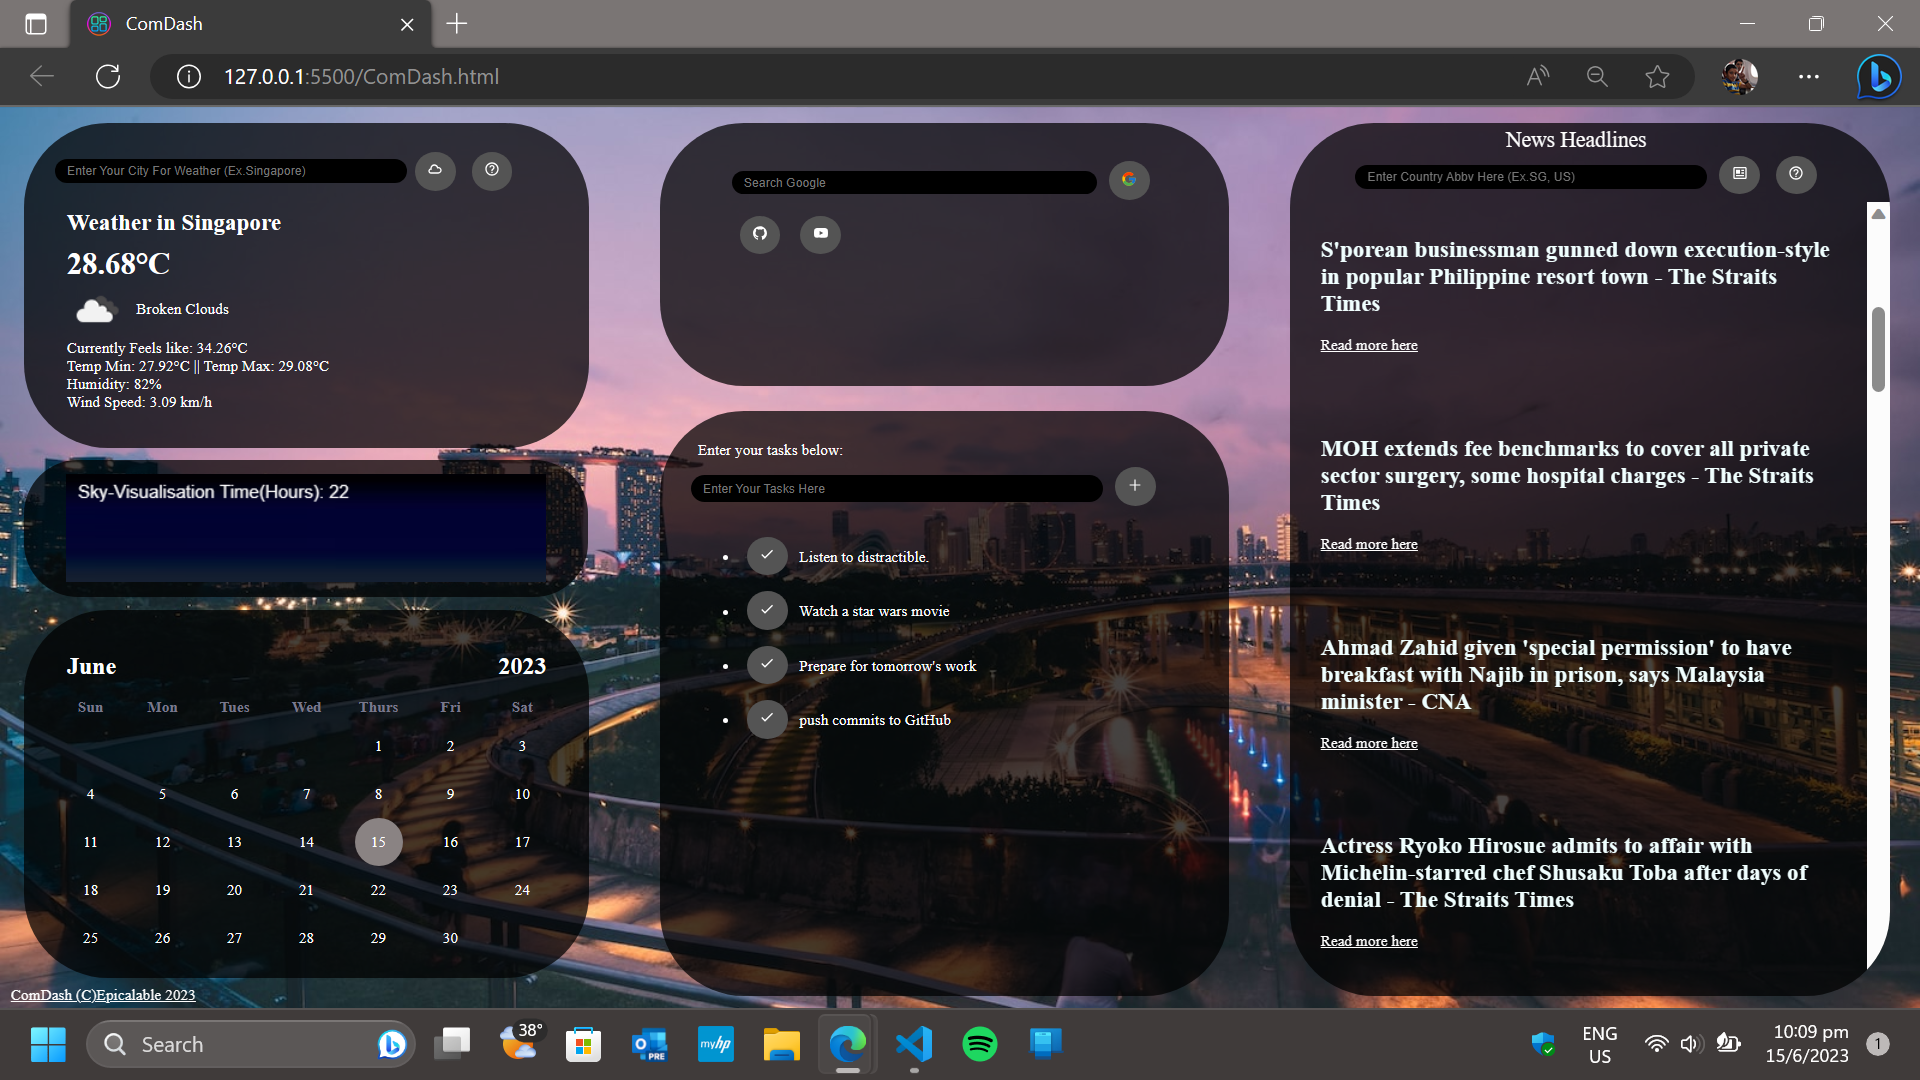 ComDash
127.0.0.1:5500/ComDash.html
Enter Your City For Weather (Ex.Singapore)
Weather in Singapore
28.68°C
Broken Clouds
Currently Feels like: 34.26°C
Temp Min: 27.92°C || Temp Max: 29.08°C
Humidity: 82%
Wind Speed: 3.09 km/h
Sky-Visualisation Time(Hours): 22
June 2023
Sun Mon Tues Wed Thurs Fri Sat
1 2 3
4 5 6 7 8 9 10
11 12 13 14 15 16 17
18 19 20 21 22 23 24
25 26 27 28 29 30
ComDash (C)Epicalable 2023
Search Google
Enter your tasks below:
Enter Your Tasks Here
Listen to distractible.
Watch a star wars movie
Prepare for tomorrow's work
push commits to GitHub
News Headlines
Enter Country Abbv Here (Ex.SG, US)
S'porean businessman gunned down execution-style
in popular Philippine resort town - The Straits
Times
Read more here
MOH extends fee benchmarks to cover all private
sector surgery, some hospital charges - The Straits
Times
Read more here
Ahmad Zahid given 'special permission' to have
breakfast with Najib in prison, says Malaysia
minister - CNA
Read more here
Actress Ryoko Hirosue admits to affair with
Michelin-starred chef Shusaku Toba after days of
denial - The Straits Times
Read more here
Search
38°
PRE
myhp
ENG
US
10:09 pm
15/6/2023
1